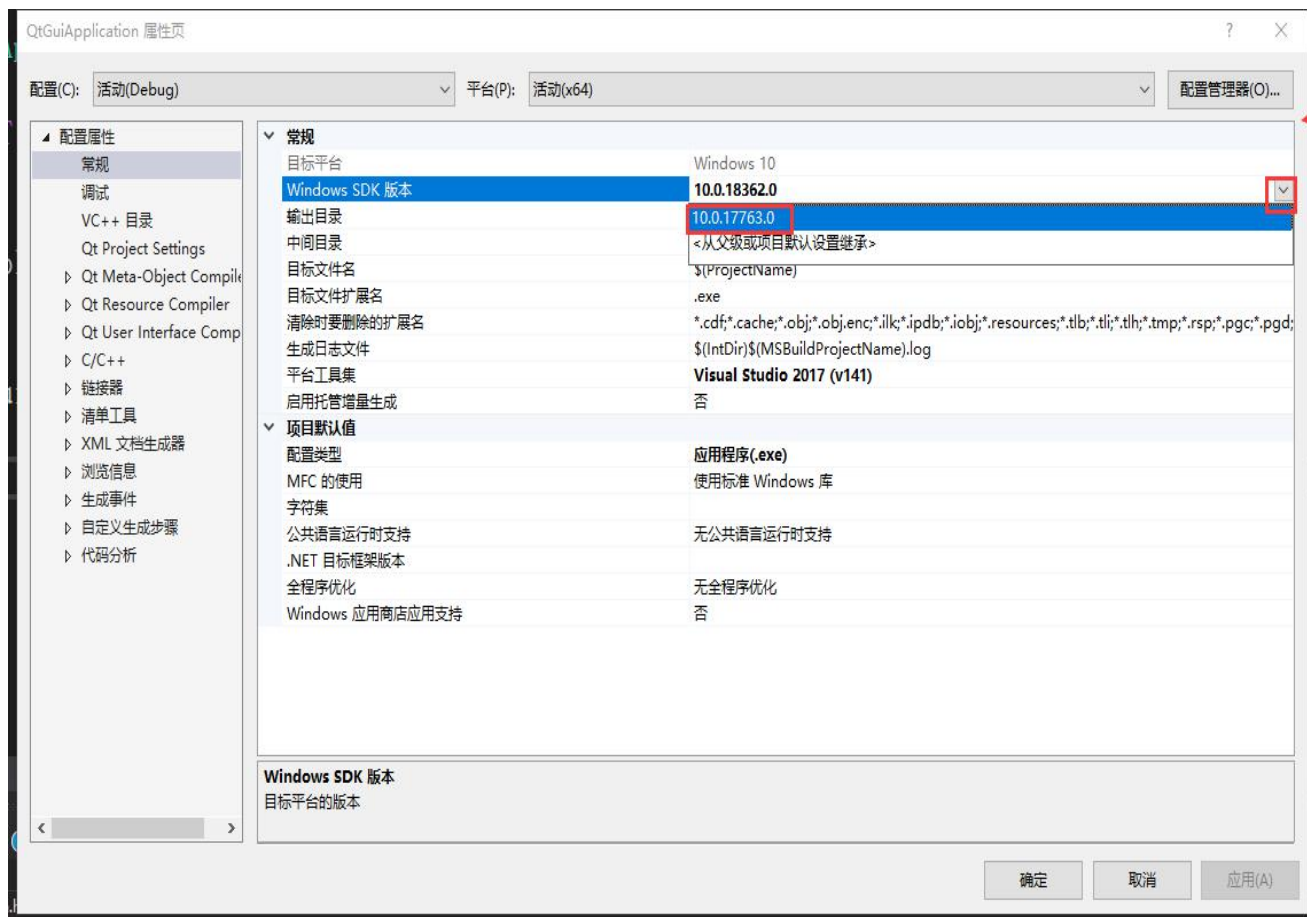 QtGuiApplication 属性页
配置(C): 活动(Debug) 平台(P): 活动(x64) 配置管理器(O)...
配置属性
常规
调试
VC++ 目录
Qt Project Settings
Qt Meta-Object Compile
Qt Resource Compiler
Qt User Interface Comp
C/C++
链接器
清单工具
XML 文档生成器
浏览信息
生成事件
自定义生成步骤
代码分析
常规
目标平台 Windows 10
Windows SDK 版本 10.0.18362.0
输出目录 10.0.17763.0
中间目录 <从父级或项目默认设置继承>
目标文件名 $(ProjectName)
目标文件扩展名 .exe
清除时要删除的扩展名 *.cdf;*.cache;*.obj;*.obj.enc;*.ilk;*.ipdb;*.iobj;*.resources;*.tlb;*.tli;*.tlh;*.tmp;*.rsp;*.pgc;*.pgd;
生成日志文件 $(IntDir)$(MSBuildProjectName).log
平台工具集 Visual Studio 2017 (v141)
启用托管增量生成 否
项目默认值
配置类型 应用程序(.exe)
MFC 的使用 使用标准 Windows 库
字符集
公共语言运行时支持 无公共语言运行时支持
.NET 目标框架版本
全程序优化 无全程序优化
Windows 应用商店应用支持 否
Windows SDK 版本
目标平台的版本
确定 取消 应用(A)